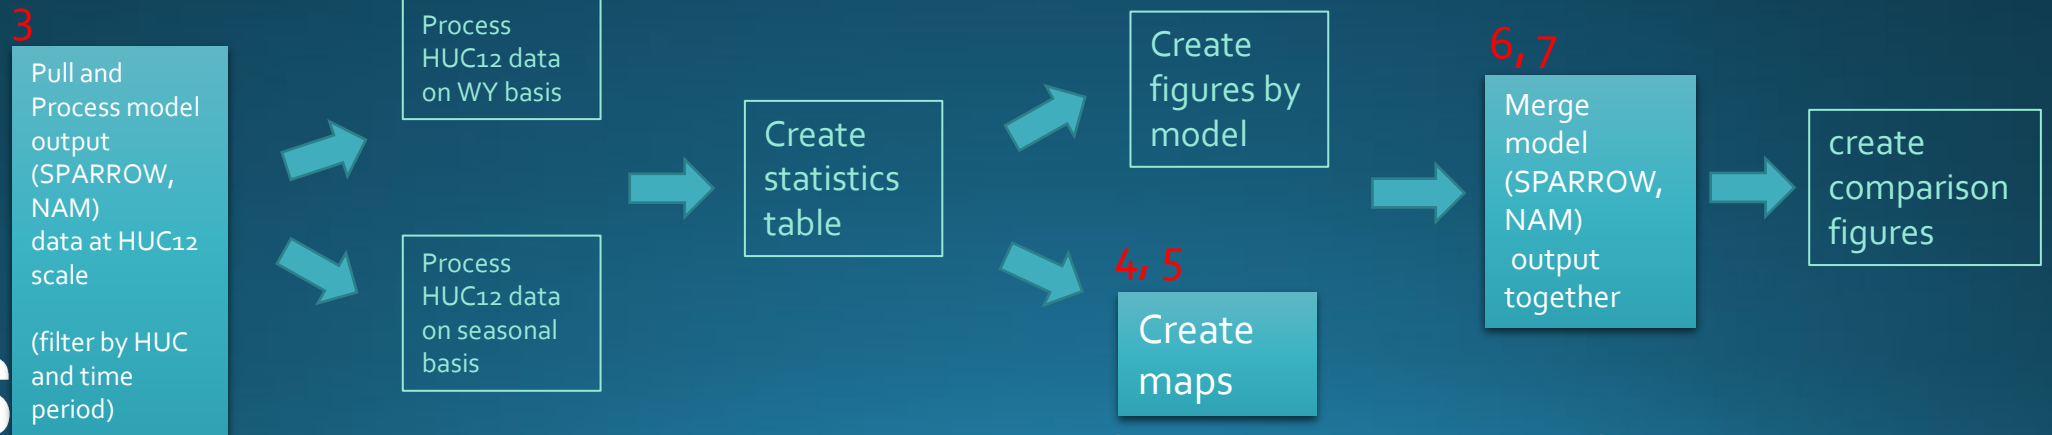 3
Pull and
Process model
output
(SPARROW,
NAM)
data at HUC12
scale
(filter by HUC
and time
period)
Process
HUC12 data
on WY basis
Process
HUC12 data
on seasonal
basis
Create
statistics
table
Create
figures by
model
4, 5
Create
maps
6, 7
Merge
model
(SPARROW,
NAM)
output
together
create
comparison
figures